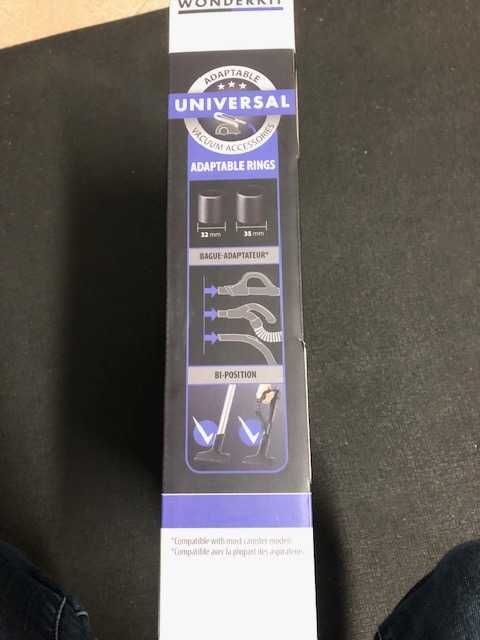 WONDERKIT
ADAPTABLE
UNIVERSAL
VACUUM ACCESSORIES
ADAPTABLE RINGS
32 mm 35 mm
BAGUE-ADAPTATEUR*
BI-POSITION
*Compatible with most canister models
*Compatible avec la plupart des aspirateurs